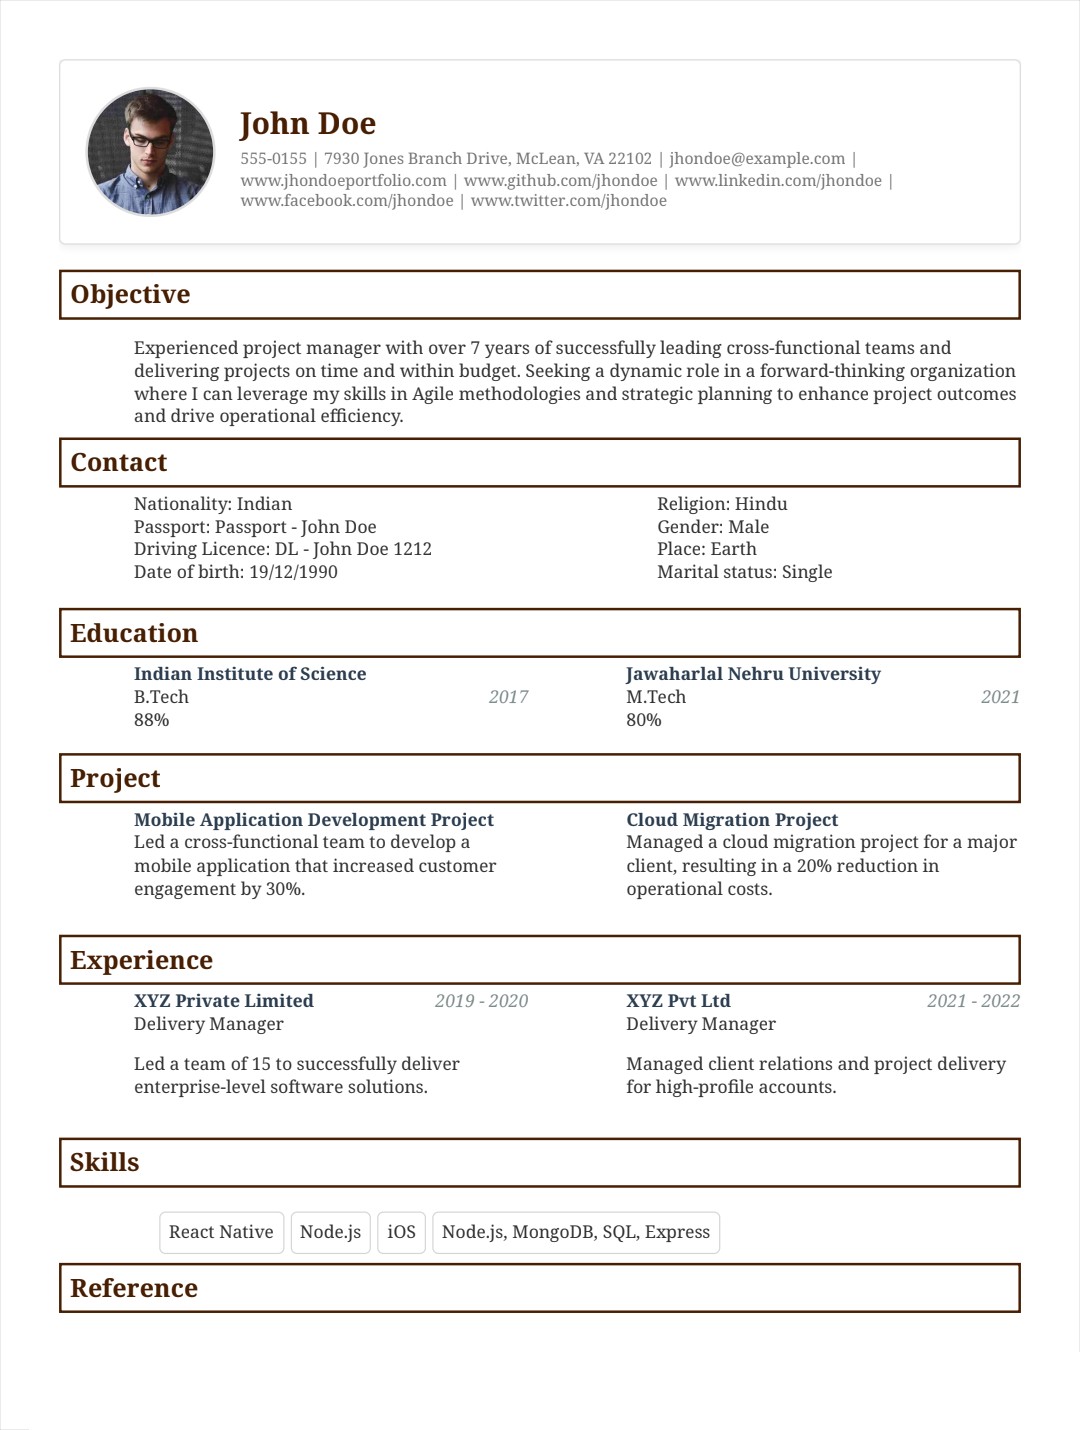 John Doe
555-0155 | 7930 Jones Branch Drive, McLean, VA 22102 | jhondoe@example.com |
www.jhondoeportfolio.com | www.github.com/jhondoe | www.linkedin.com/jhondoe |
www.facebook.com/jhondoe | www.twitter.com/jhondoe
Objective
Experienced project manager with over 7 years of successfully leading cross-functional teams and
delivering projects on time and within budget. Seeking a dynamic role in a forward-thinking organization
where I can leverage my skills in Agile methodologies and strategic planning to enhance project outcomes
and drive operational efficiency.
Contact
Nationality: Indian
Passport: Passport - John Doe
Driving Licence: DL - John Doe 1212
Date of birth: 19/12/1990
Religion: Hindu
Gender: Male
Place: Earth
Marital status: Single
Education
Indian Institute of Science
B.Tech 2017
88%
Jawaharlal Nehru University
M.Tech 2021
80%
Project
Mobile Application Development Project
Led a cross-functional team to develop a
mobile application that increased customer
engagement by 30%.
Cloud Migration Project
Managed a cloud migration project for a major
client, resulting in a 20% reduction in
operational costs.
Experience
XYZ Private Limited 2019 - 2020
Delivery Manager
Led a team of 15 to successfully deliver
enterprise-level software solutions.
XYZ Pvt Ltd 2021 - 2022
Delivery Manager
Managed client relations and project delivery
for high-profile accounts.
Skills
React Native Node.js iOS Node.js, MongoDB, SQL, Express
Reference